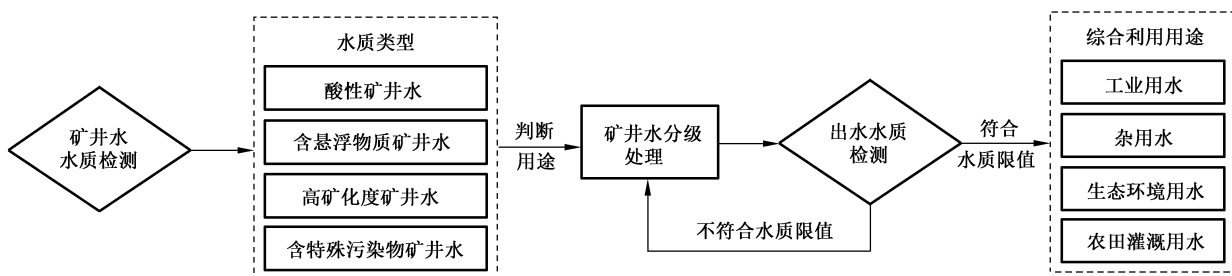 矿井水
水质检测
水质类型
酸性矿井水
含悬浮物质矿井水
高矿化度矿井水
含特殊污染物矿井水
判断
用途
矿井水分级
处理
出水水质
检测
不符合水质限值
符合
水质限值
综合利用用途
工业用水
杂用水
生态环境用水
农田灌溉用水